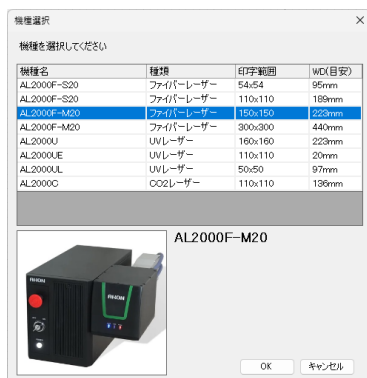 機種選択
機種を選択してください
機種名 種類 印字範囲 WD(目安)
AL2000F-S20 ファイバーレーザー 54x54 95mm
AL2000F-S20 ファイバーレーザー 110x110 189mm
AL2000F-M20 ファイバーレーザー 150x150 223mm
AL2000F-M20 ファイバーレーザー 300x300 440mm
AL2000U UVレーザー 160x160 223mm
AL2000UE UVレーザー 110x110 20mm
AL2000UL UVレーザー 50x50 97mm
AL2000C CO2レーザー 110x110 136mm
AL2000F-M20
OK キャンセル